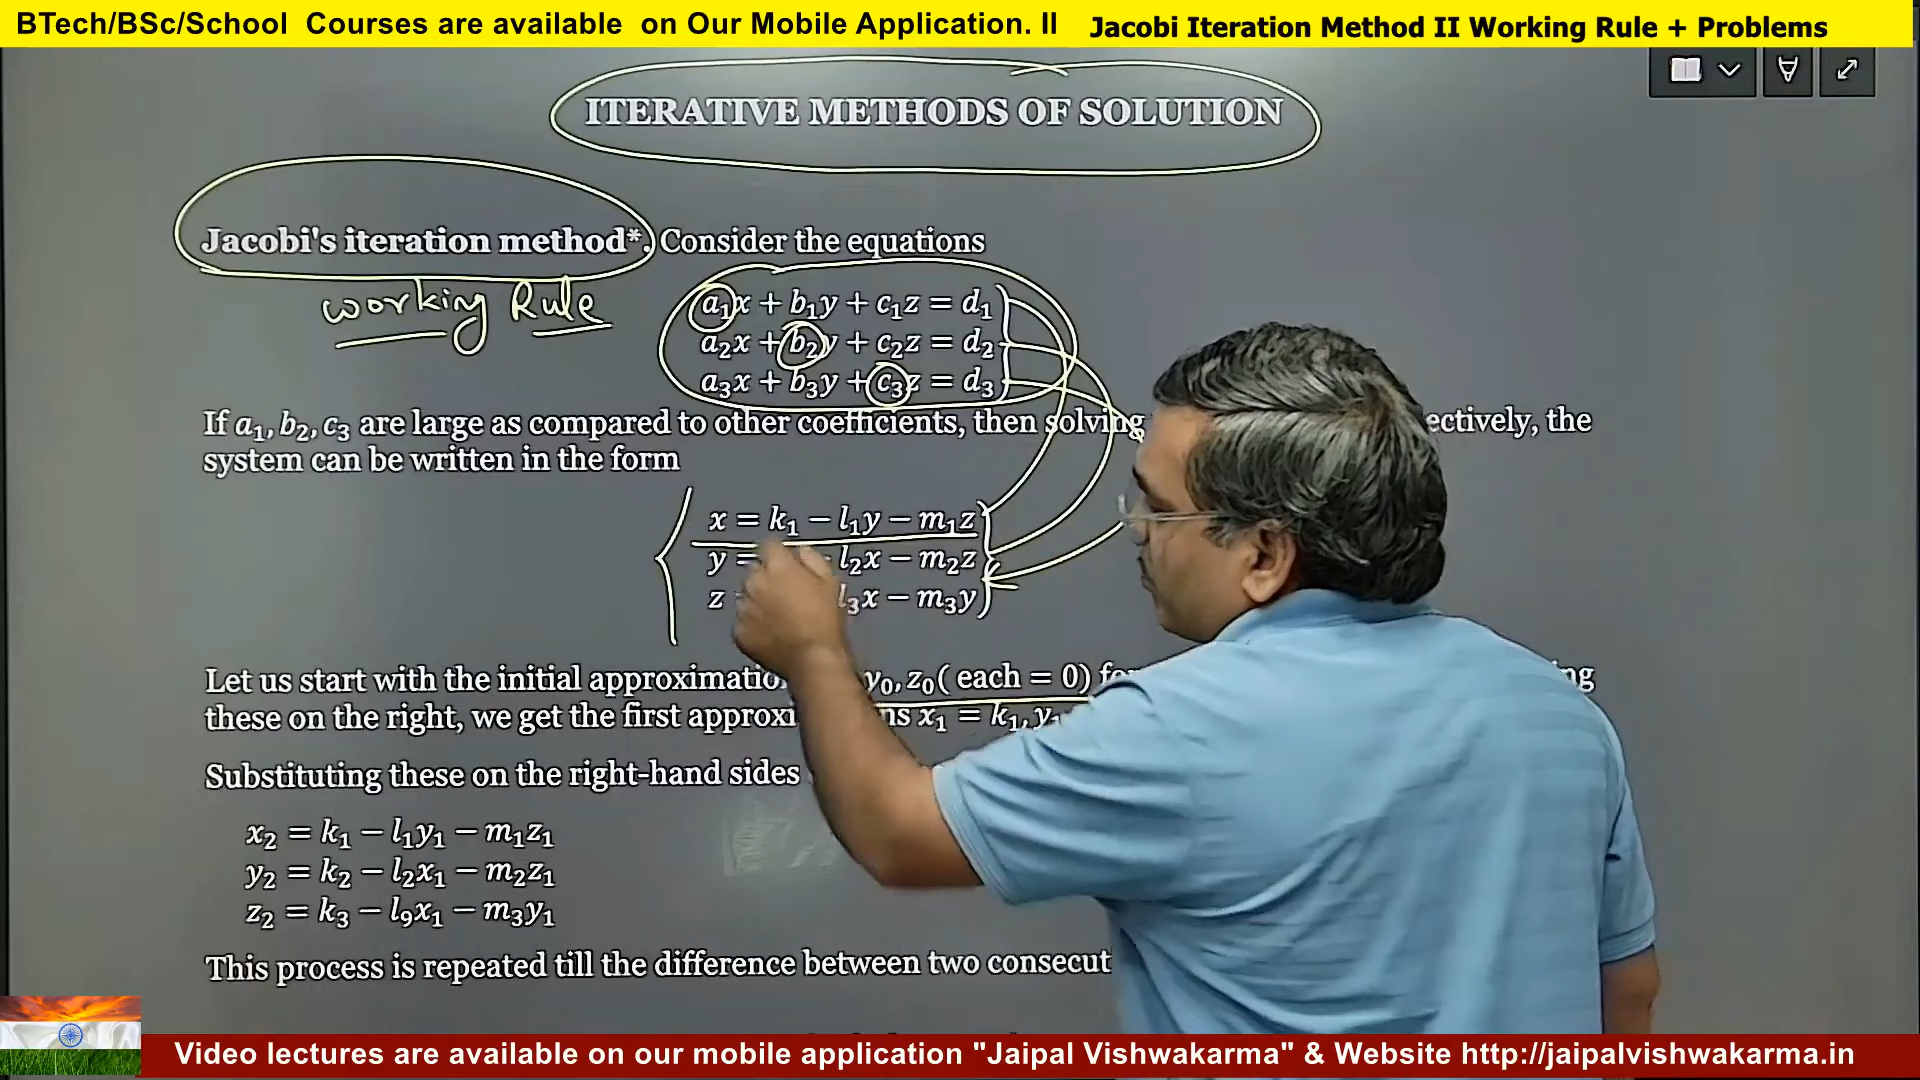 BTech/BSc/School Courses are available on Our Mobile Application. II Jacobi Iteration Method II Working Rule + Problems
ITERATIVE METHODS OF SOLUTION
Jacobi's iteration method*. Consider the equations
working Rule
a₁x + b₁y + c₁z = d₁
a₂x + b₂y + c₂z = d₂
a₃x + b₃y + c₃z = d₃
If a₁, b₂, c₃ are large as compared to other coefficients, then solving ectively, the
system can be written in the form
x = k₁ − l₁y − m₁z
y = − l₂x − m₂z
z l₃x − m₃y
Let us start with the initial approximatio y₀, z₀( each = 0) fo ng
these on the right, we get the first approxi ns x₁ = k₁, y₁
Substituting these on the right-hand sides
x₂ = k₁ − l₁y₁ − m₁z₁
y₂ = k₂ − l₂x₁ − m₂z₁
z₂ = k₃ − l₉x₁ − m₃y₁
This process is repeated till the difference between two consecut
Video lectures are available on our mobile application "Jaipal Vishwakarma" & Website http://jaipalvishwakarma.in